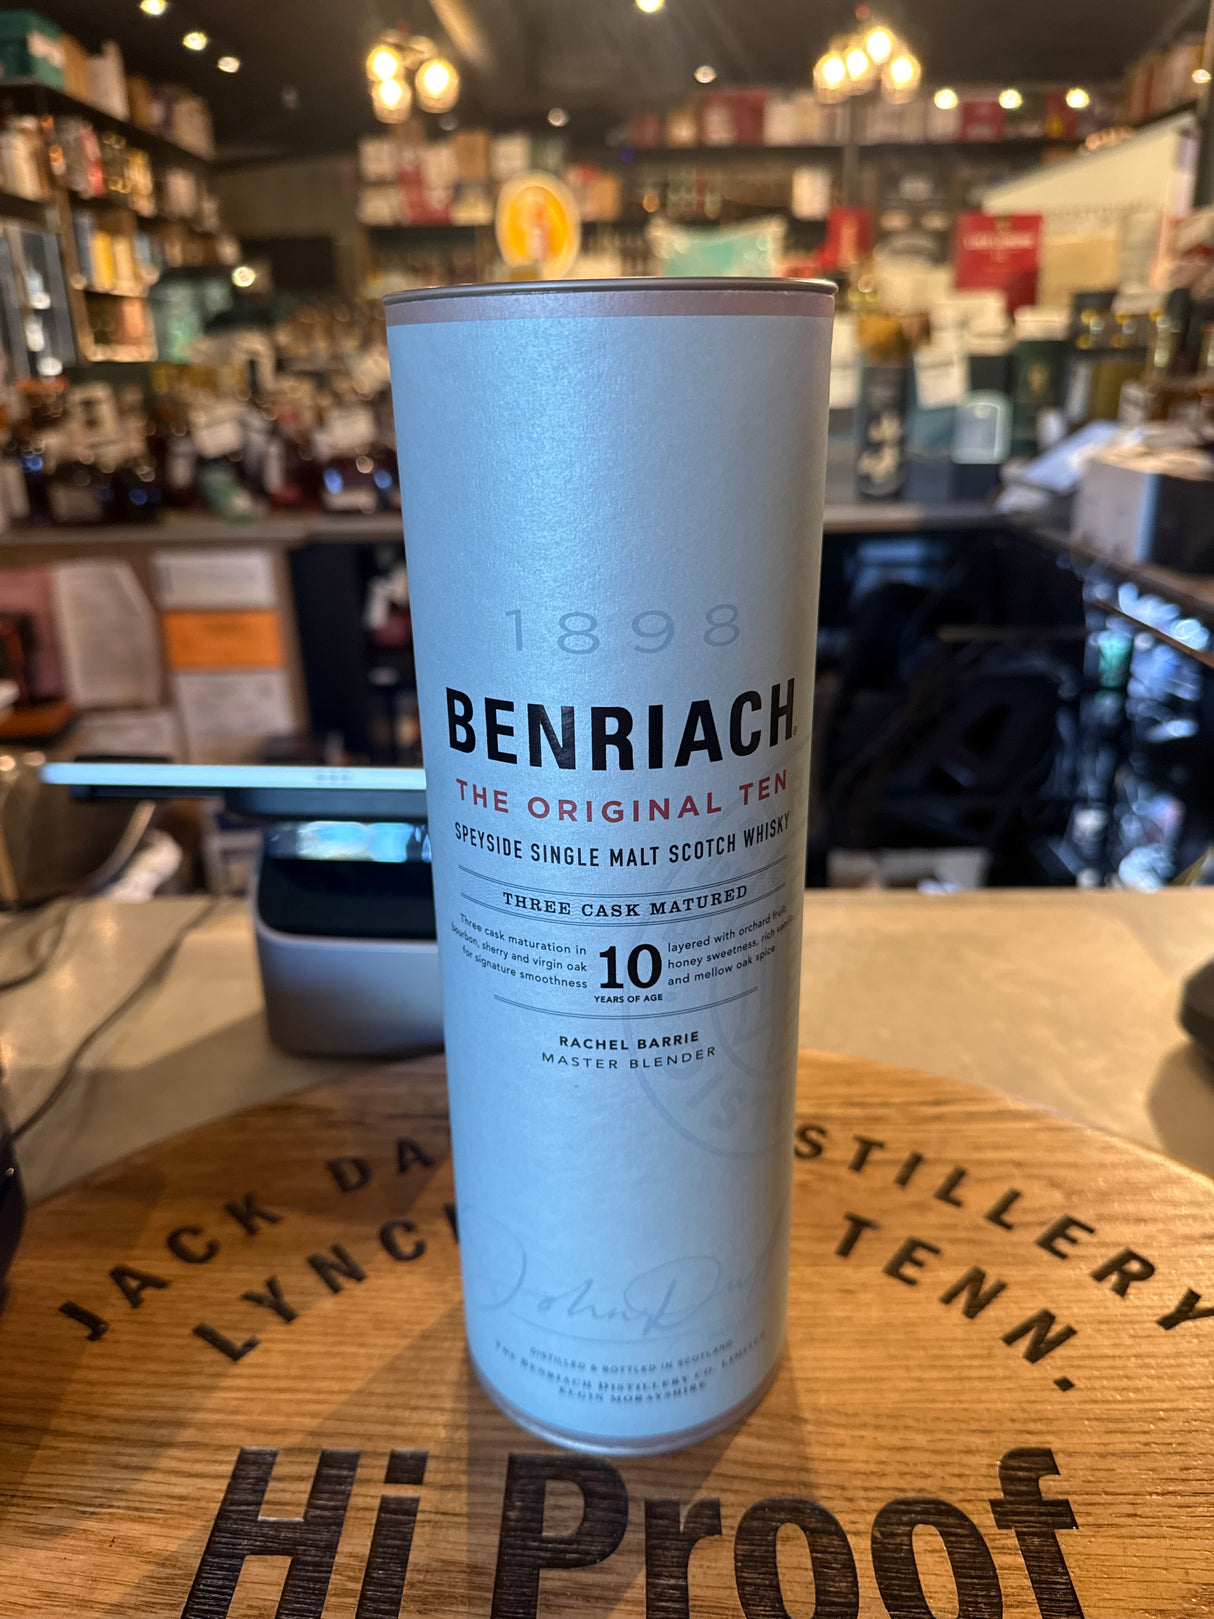 1898
BENRIACH
THE ORIGINAL TEN
SPEYSIDE SINGLE MALT SCOTCH WHISKY
THREE CASK MATURED
Three cask maturation in
bourbon, sherry and virgin oak
for signature smoothness
10
YEARS OF AGE
layered with orchard fruit,
honey sweetness, rich vanilla
and mellow oak spice
RACHEL BARRIE
MASTER BLENDER
John Duff
DISTILLED & BOTTLED IN SCOTLAND
THE BENRIACH DISTILLERY CO. LIMITED
ELGIN MORAYSHIRE
JACK DA STILLERY
LYNC TENN.
Hi Proof